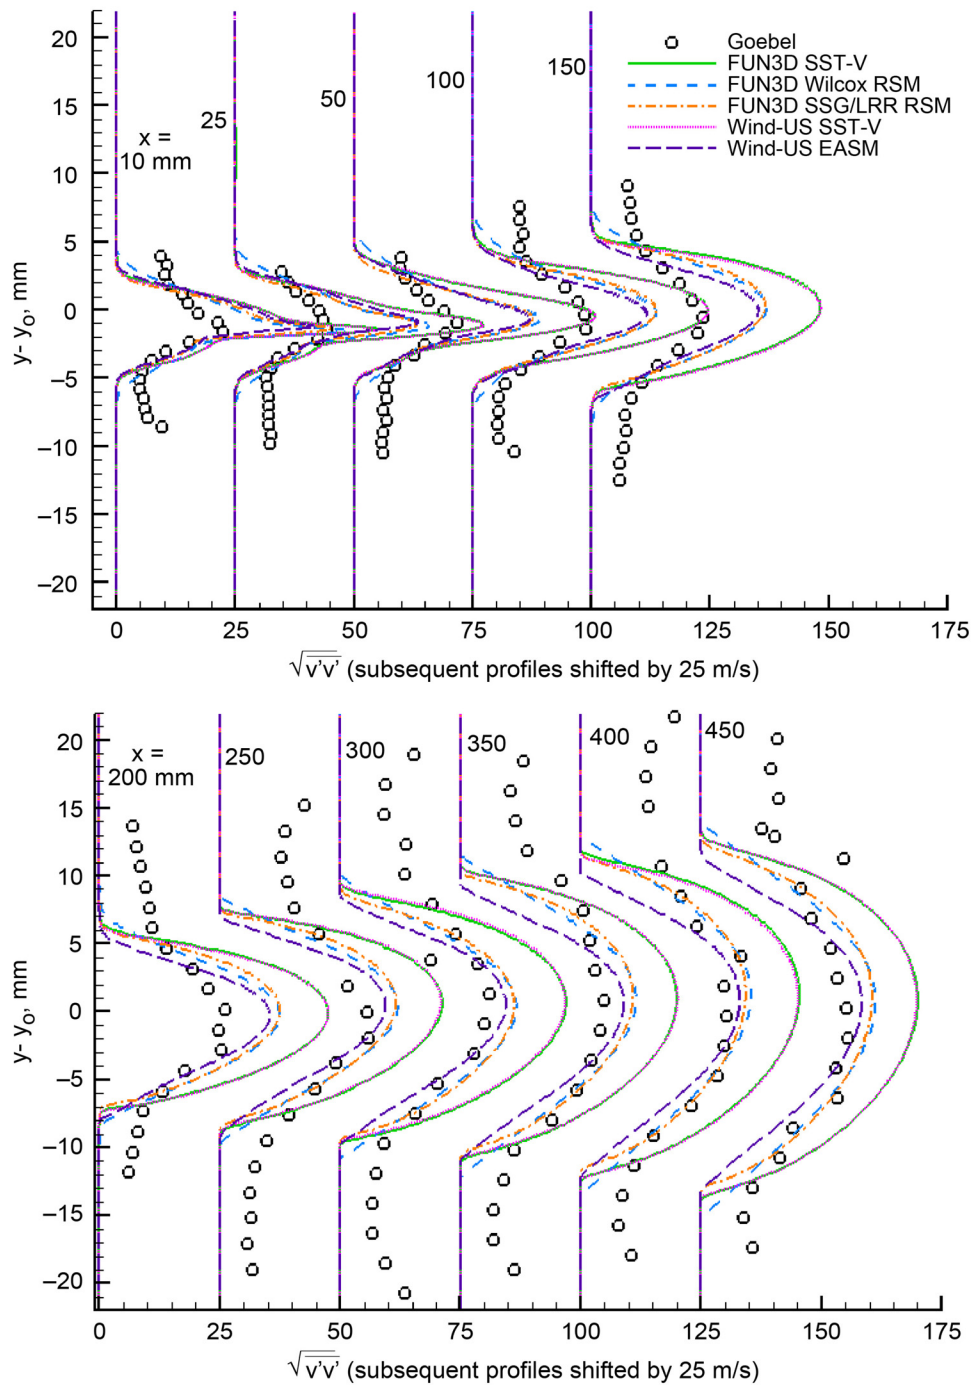 20
15
10
5
0
–5
–10
–15
–20
y- yo, mm
x =
10 mm
25
50
100
150
Goebel
FUN3D SST-V
FUN3D Wilcox RSM
FUN3D SSG/LRR RSM
Wind-US SST-V
Wind-US EASM
0 25 50 75 100 125 150 175
√v'v' (subsequent profiles shifted by 25 m/s)
20
15
10
5
0
–5
–10
–15
–20
y- yo, mm
x =
200 mm
250
300
350
400
450
0 25 50 75 100 125 150 175
√v'v' (subsequent profiles shifted by 25 m/s)